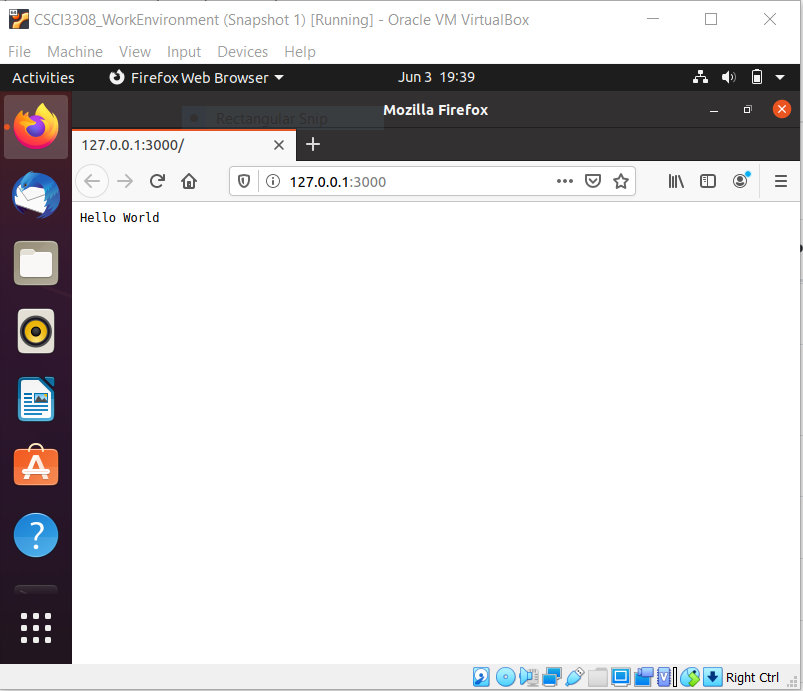 CSCI3308_WorkEnvironment (Snapshot 1) [Running] - Oracle VM VirtualBox
File Machine View Input Devices Help
Activities Firefox Web Browser Jun 3 19:39
Rectangular Snip
Mozilla Firefox
127.0.0.1:3000/
127.0.0.1:3000
Hello World
Right Ctrl